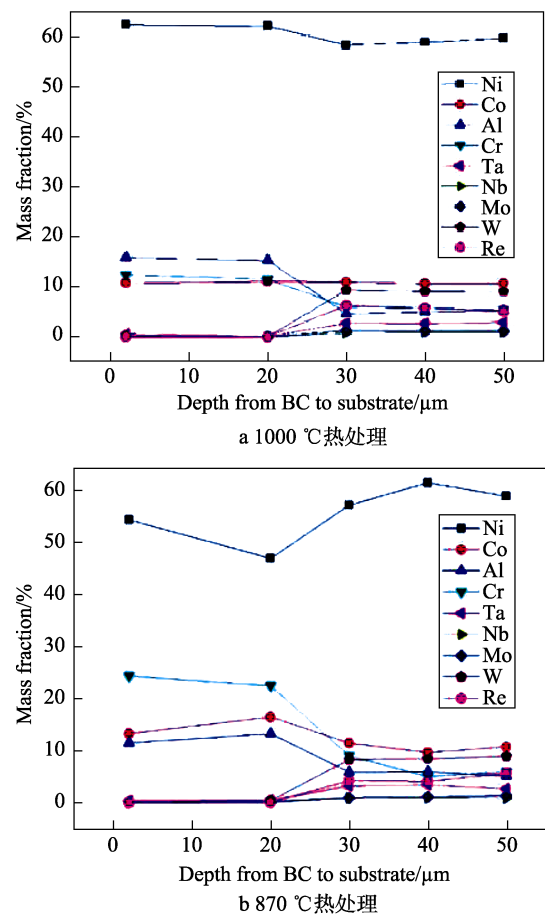 60
50
40
30
20
10
0
Mass fraction/%
Ni
Co
Al
Cr
Ta
Nb
Mo
W
Re
0 10 20 30 40 50
Depth from BC to substrate/μm
a 1000 ℃热处理
60
50
40
30
20
10
0
Mass fraction/%
Ni
Co
Al
Cr
Ta
Nb
Mo
W
Re
0 10 20 30 40 50
Depth from BC to substrate/μm
b 870 ℃热处理